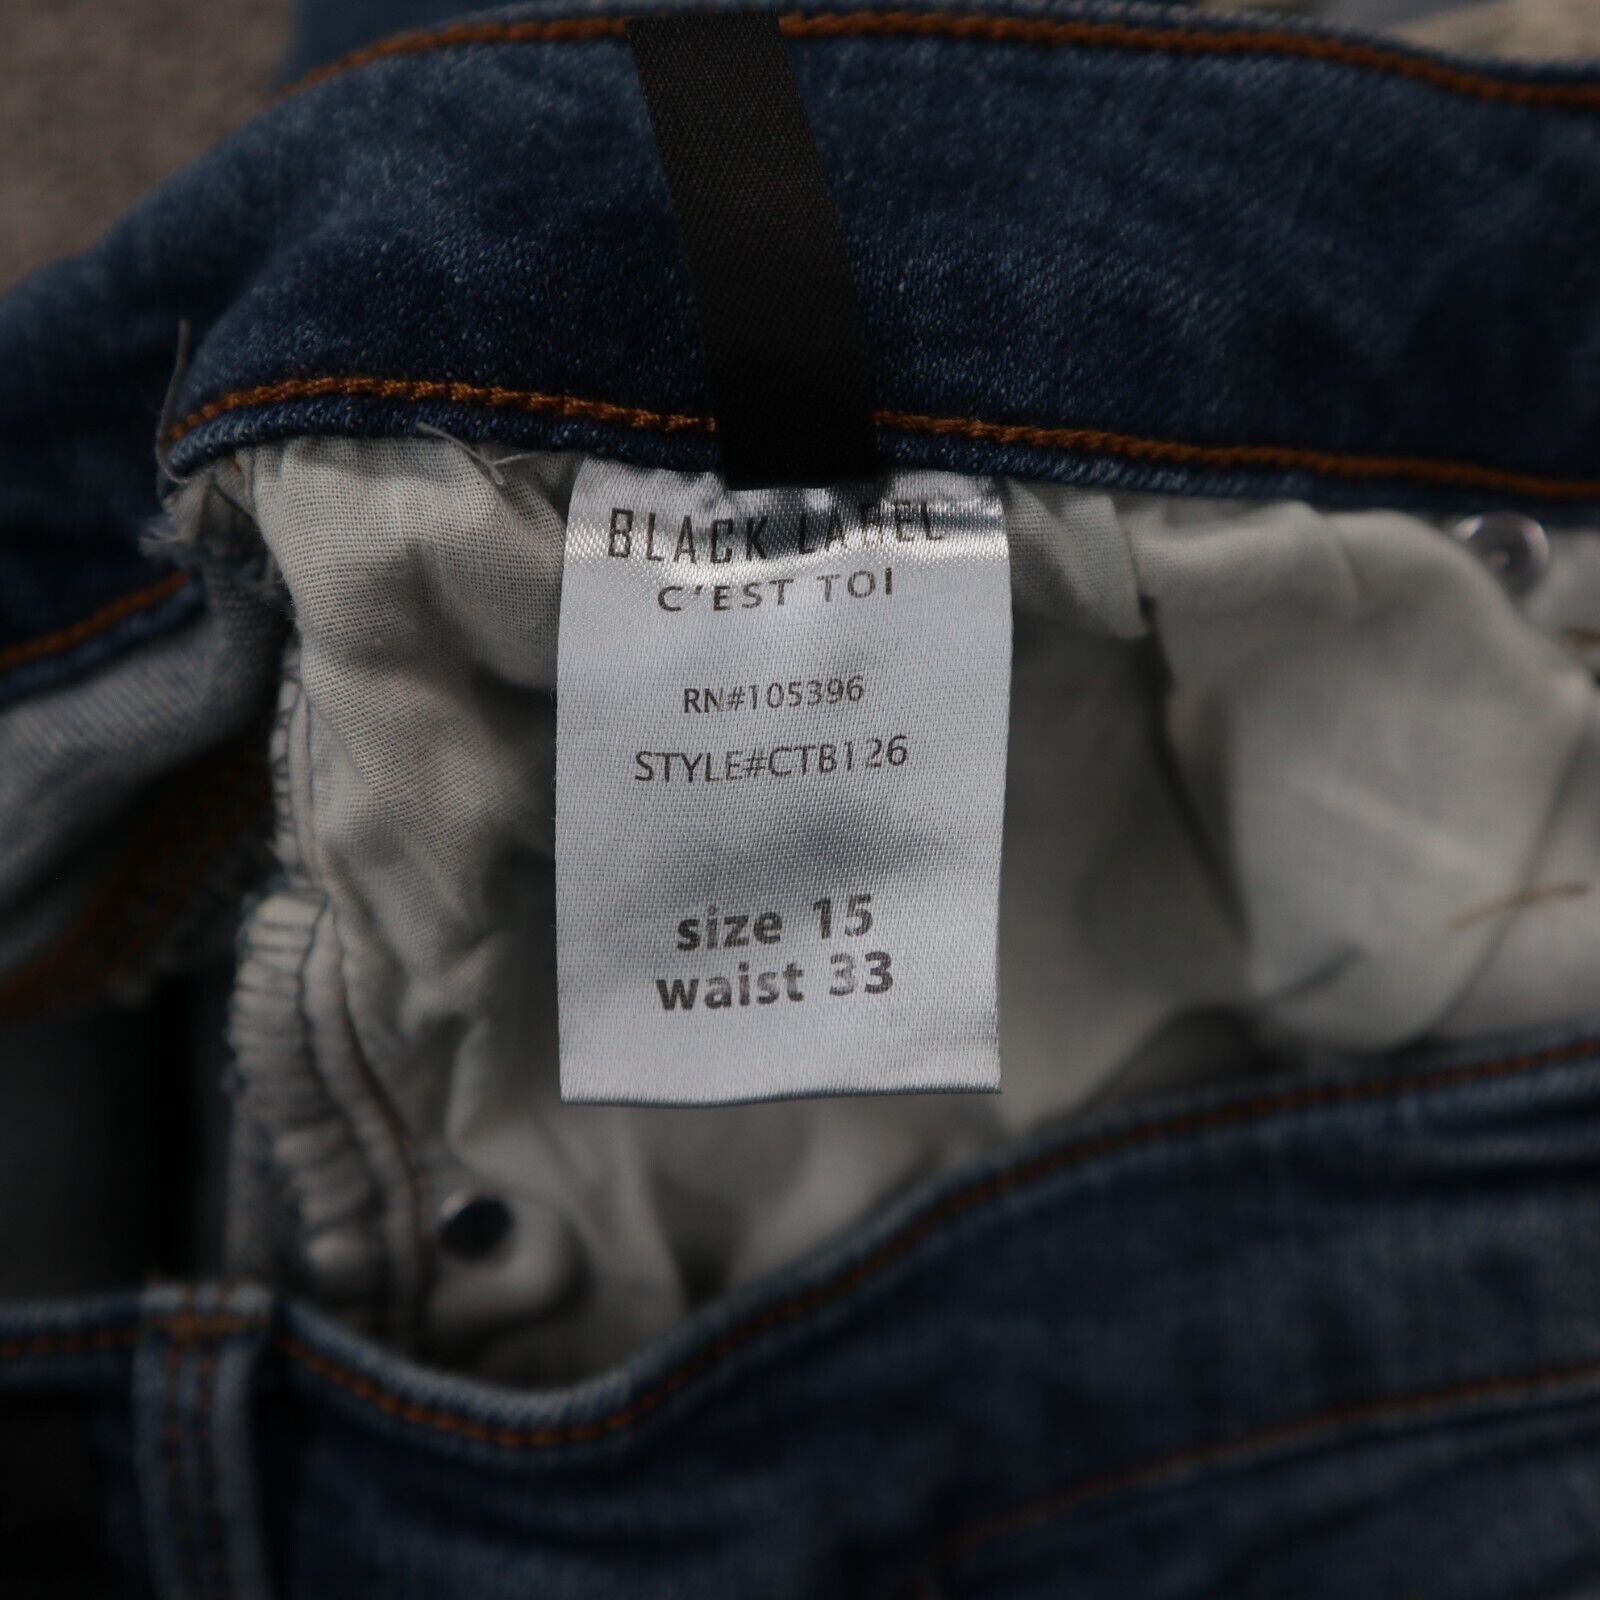 BLACK LABEL
C'EST TOI
RN#105396
STYLE#CTB126
size 15
waist 33